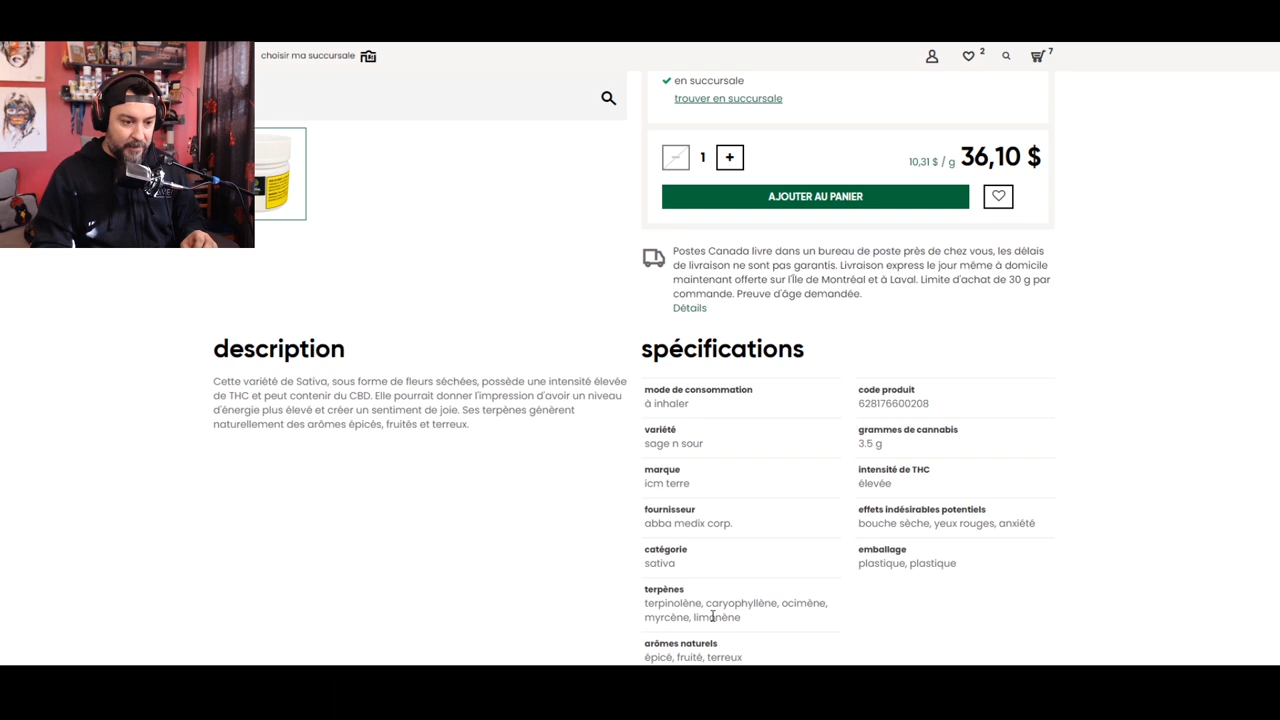 choisir ma succursale
2
7
en succursale
trouver en succursale
1
10,31 $ / g 36,10 $
AJOUTER AU PANIER
Postes Canada livre dans un bureau de poste près de chez vous, les délais
de livraison ne sont pas garantis. Livraison express le jour même à domicile
maintenant offerte sur l'Île de Montréal et à Laval. Limite d'achat de 30 g par
commande. Preuve d'âge demandée.
Détails
description
Cette variété de Sativa, sous forme de fleurs séchées, possède une intensité élevée
de THC et peut contenir du CBD. Elle pourrait donner l'impression d'avoir un niveau
d'énergie plus élevé et créer un sentiment de joie. Ses terpènes génèrent
naturellement des arômes épicés, fruités et terreux.
spécifications
mode de consommation
à inhaler
variété
sage n sour
marque
icm terre
fournisseur
abba medix corp.
catégorie
sativa
terpènes
terpinolène, caryophyllène, ocimène,
myrcène, limonène
arômes naturels
épicé, fruité, terreux
code produit
628176600208
grammes de cannabis
3.5 g
intensité de THC
élevée
effets indésirables potentiels
bouche sèche, yeux rouges, anxiété
emballage
plastique, plastique